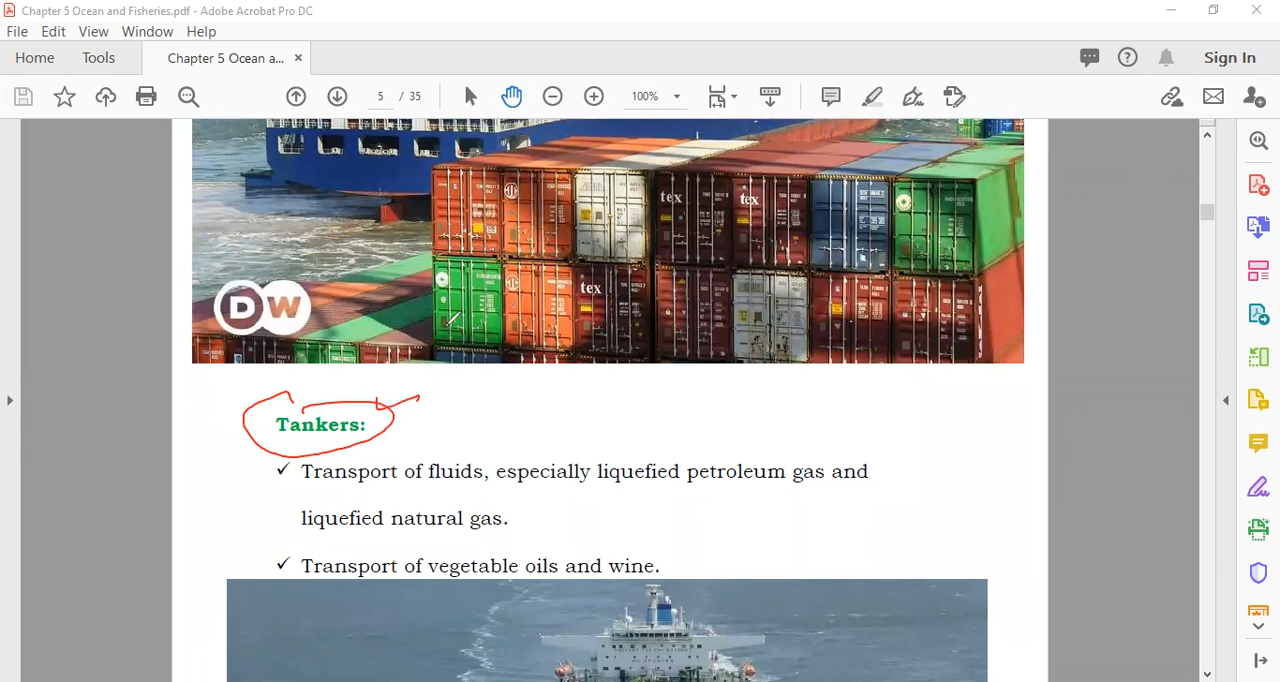 Chapter 5 Ocean and Fisheries.pdf - Adobe Acrobat Pro DC
File Edit View Window Help
Home Tools Chapter 5 Ocean a... × Sign In
5 / 35 100%
tex tex
tex
DW
Tankers:
✓ Transport of fluids, especially liquefied petroleum gas and
liquefied natural gas.
✓ Transport of vegetable oils and wine.